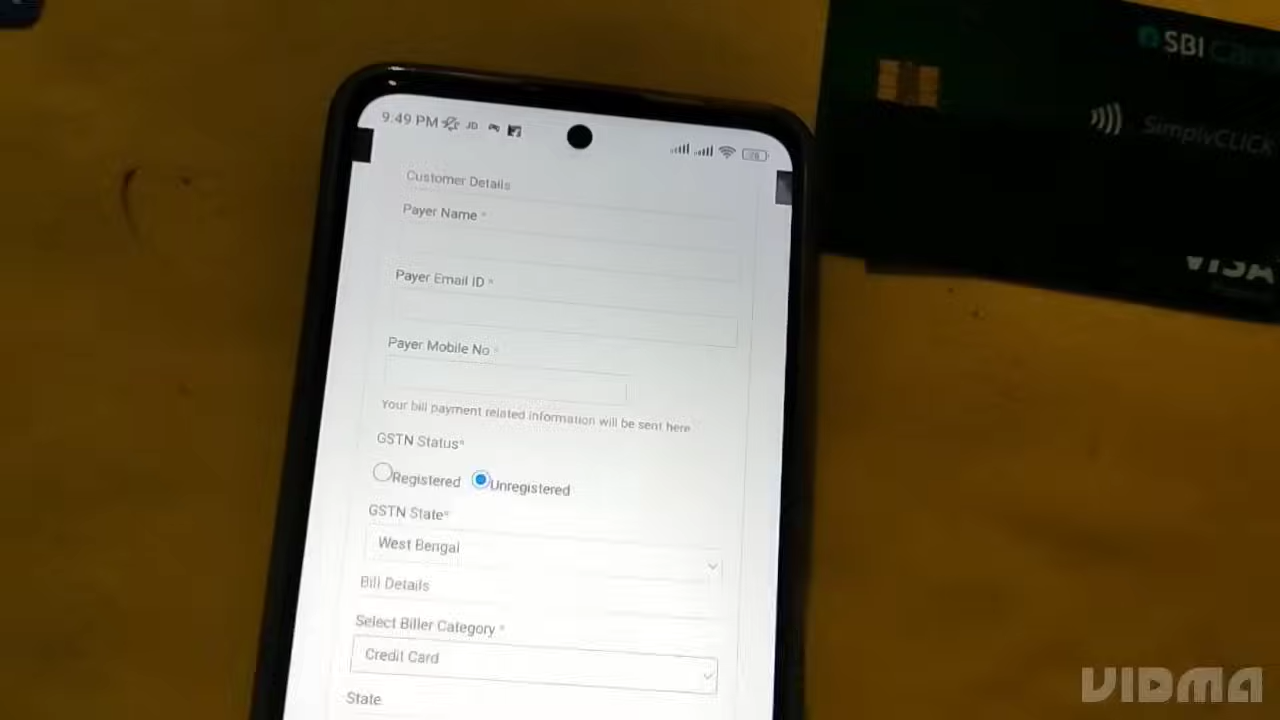 9:49 PM JD
Customer Details
Payer Name *
Payer Email ID *
Payer Mobile No *
Your bill payment related information will be sent here
GSTN Status*
Registered Unregistered
GSTN State*
West Bengal
Bill Details
Select Biller Category *
Credit Card
State
SBI Card
SimplyCLICK
VISA
VIDMA